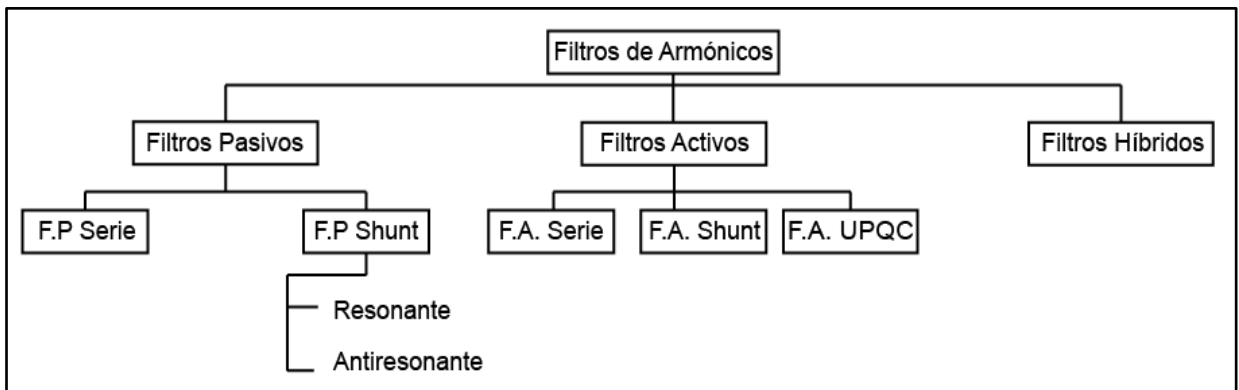 Filtros de Armónicos
Filtros Pasivos
Filtros Activos
Filtros Híbridos
F.P Serie
F.P Shunt
F.A. Serie
F.A. Shunt
F.A. UPQC
Resonante
Antiresonante